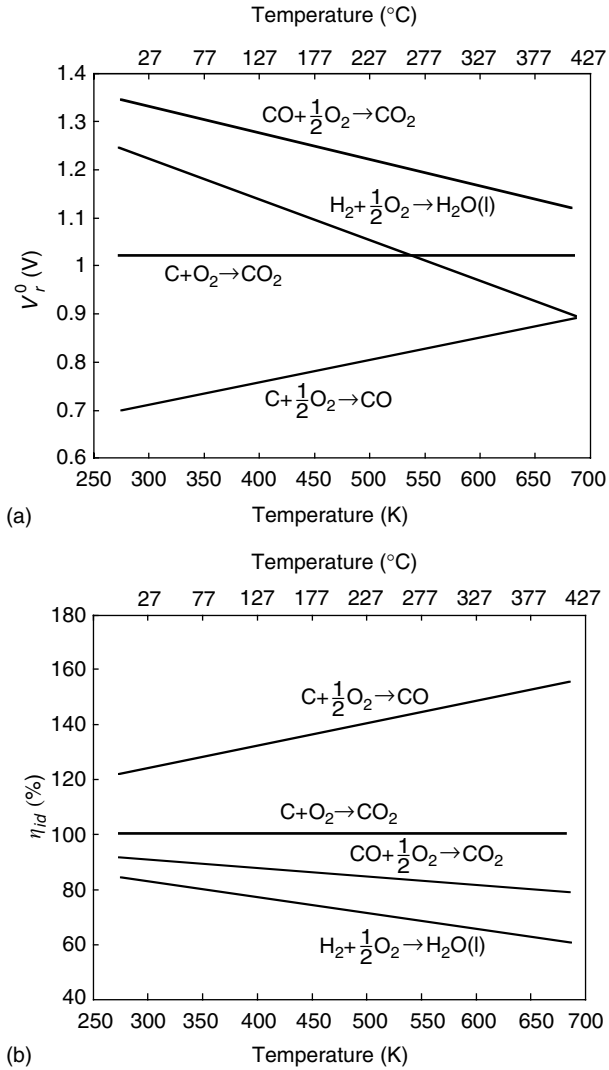 Temperature (°C)
27 77 127 177 227 277 327 377 427
1.4
1.3
1.2
1.1
1
0.9
0.8
0.7
0.6
V⁰ᵣ (V)
CO+1/2O₂→CO₂
H₂+1/2O₂→H₂O(l)
C+O₂→CO₂
C+1/2O₂→CO
250 300 350 400 450 500 550 600 650 700
(a)
Temperature (K)
Temperature (°C)
27 77 127 177 227 277 327 377 427
180
160
140
120
100
80
60
40
ηid (%)
C+1/2O₂→CO
C+O₂→CO₂
CO+1/2O₂→CO₂
H₂+1/2O₂→H₂O(l)
250 300 350 400 450 500 550 600 650 700
(b)
Temperature (K)